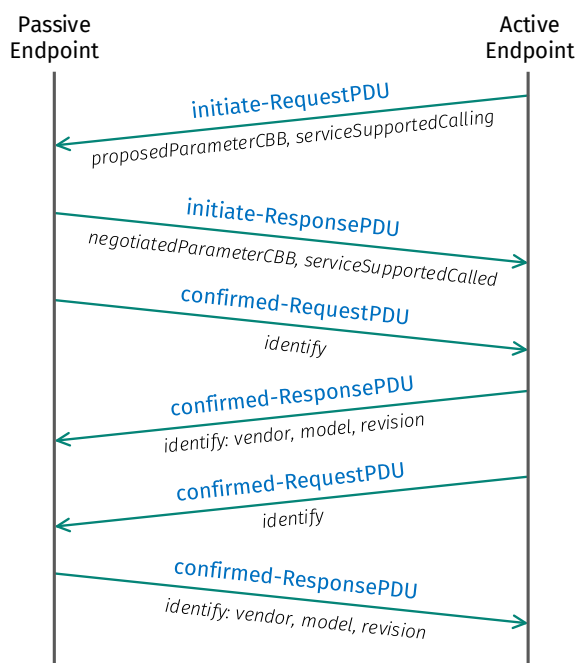 Passive
Endpoint
Active
Endpoint
initiate-RequestPDU
proposedParameterCBB, serviceSupportedCalling
initiate-ResponsePDU
negotiatedParameterCBB, serviceSupportedCalled
confirmed-RequestPDU
identify
confirmed-ResponsePDU
identify: vendor, model, revision
confirmed-RequestPDU
identify
confirmed-ResponsePDU
identify: vendor, model, revision